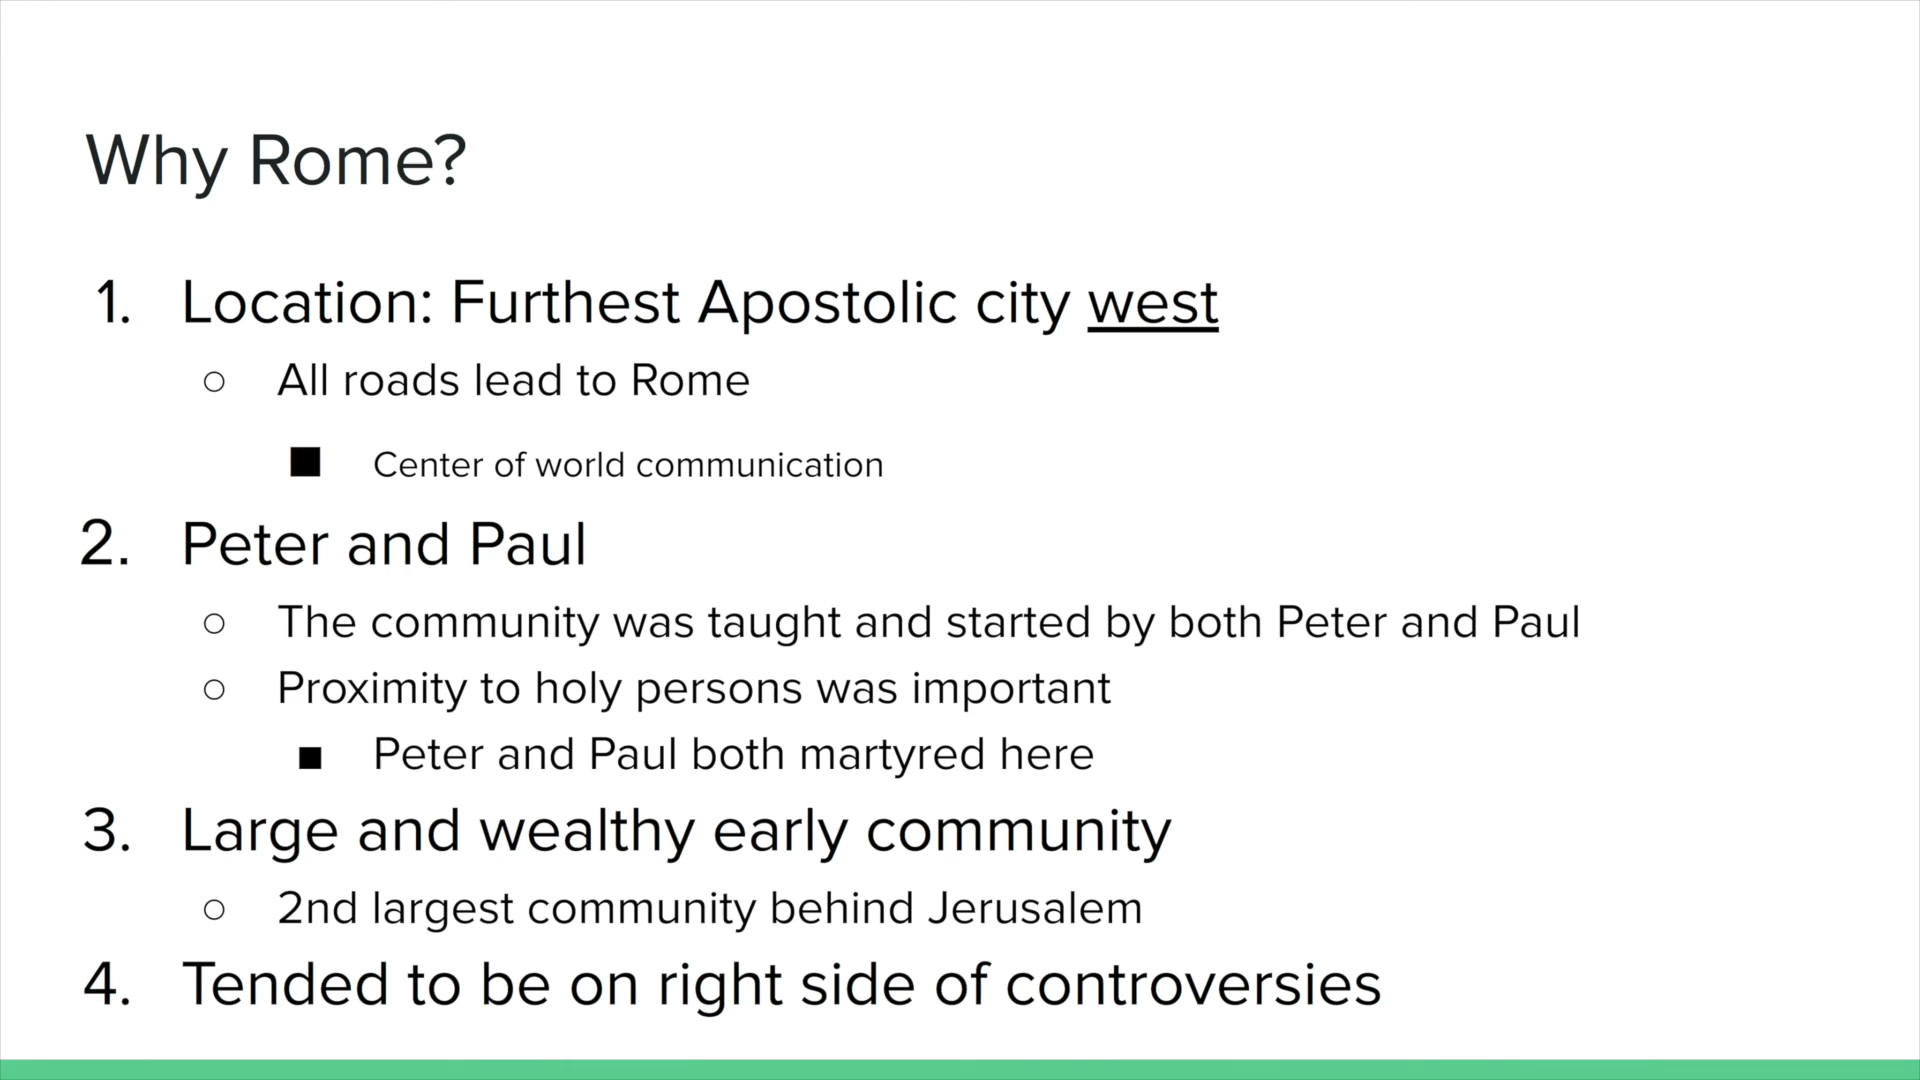 Why Rome?
1. Location: Furthest Apostolic city west
○ All roads lead to Rome
■ Center of world communication
2. Peter and Paul
○ The community was taught and started by both Peter and Paul
○ Proximity to holy persons was important
■ Peter and Paul both martyred here
3. Large and wealthy early community
○ 2nd largest community behind Jerusalem
4. Tended to be on right side of controversies